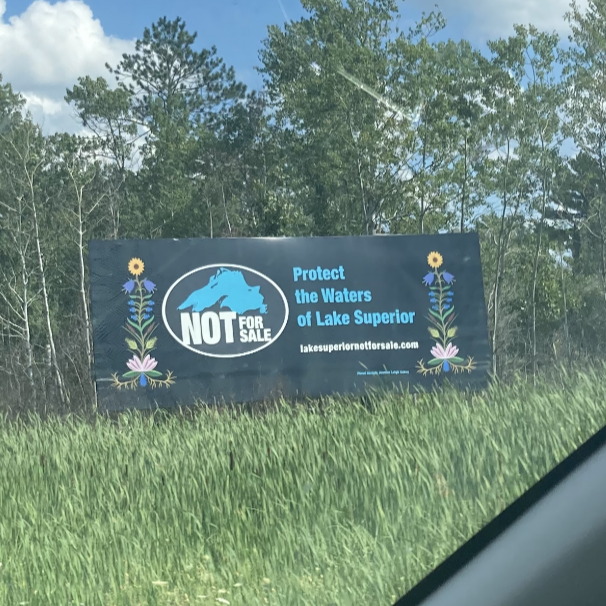 NOT FOR SALE
Protect
the Waters
of Lake Superior
lakesuperiornotforsale.com